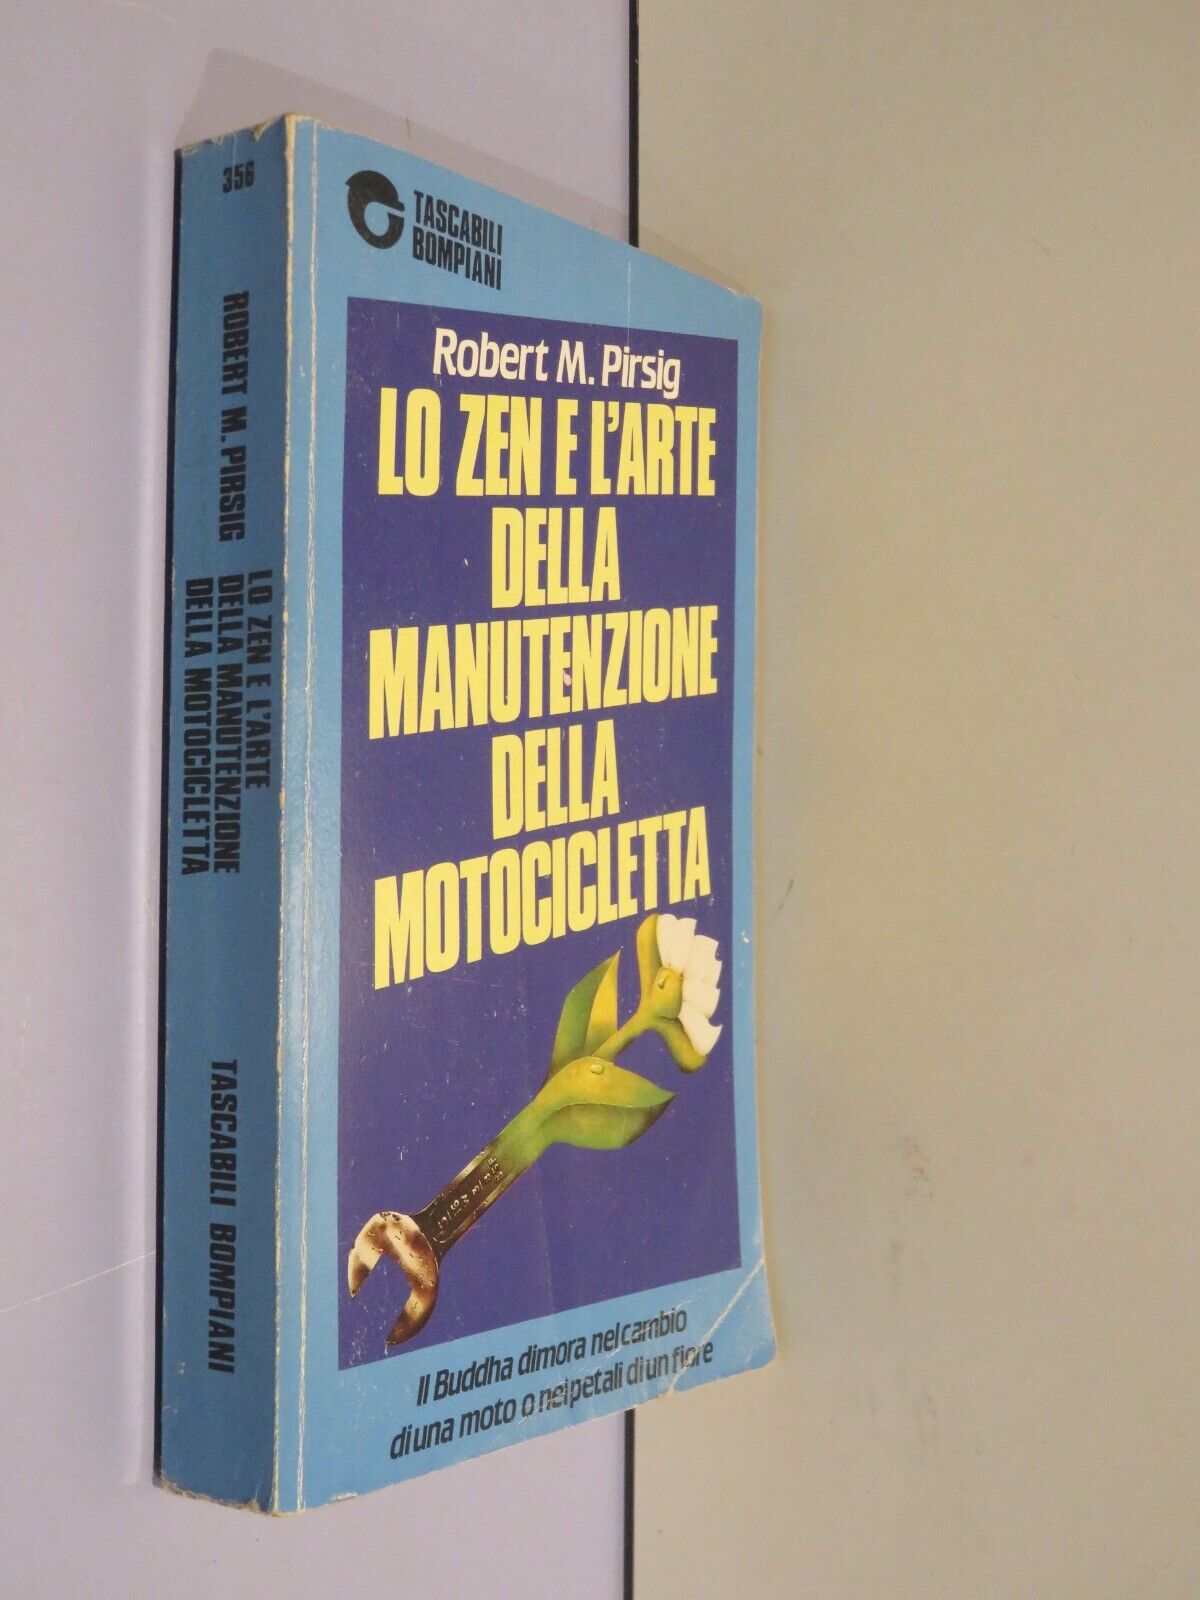 356
ROBERT M. PIRSIG
LO ZEN E L'ARTE
DELLA MANUTENZIONE
DELLA MOTOCICLETTA
TASCABILI BOMPIANI
TASCABILI
BOMPIANI
Robert M. Pirsig
LO ZEN E L'ARTE
DELLA
MANUTENZIONE
DELLA
MOTOCICLETTA
Il Buddha dimora nel cambio
di una moto o nei petali di un fiore